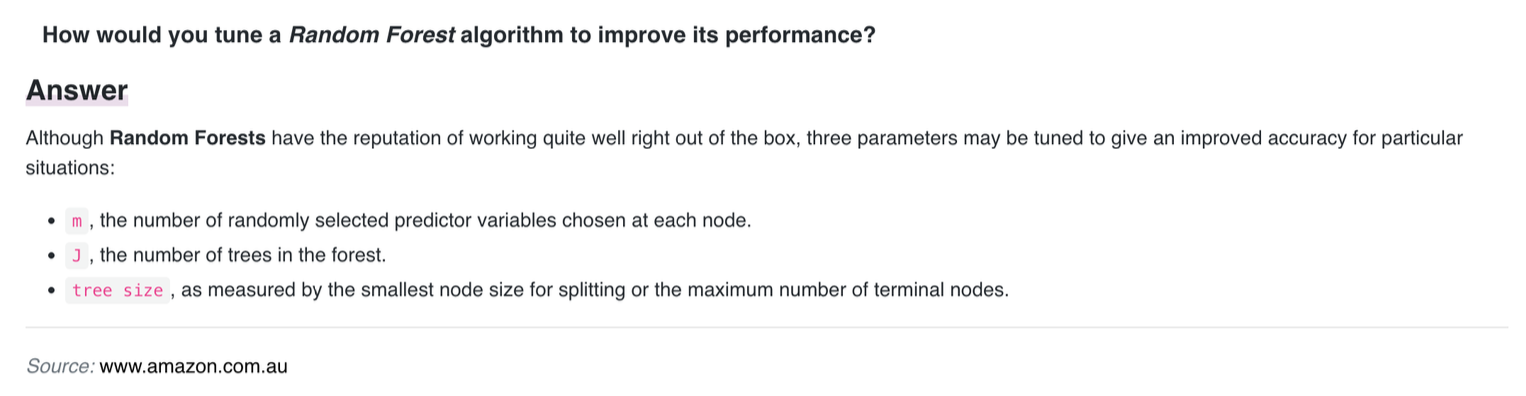 How would you tune a Random Forest algorithm to improve its performance?
Answer
Although Random Forests have the reputation of working quite well right out of the box, three parameters may be tuned to give an improved accuracy for particular
situations:
• m , the number of randomly selected predictor variables chosen at each node.
• J , the number of trees in the forest.
• tree size , as measured by the smallest node size for splitting or the maximum number of terminal nodes.
Source: www.amazon.com.au